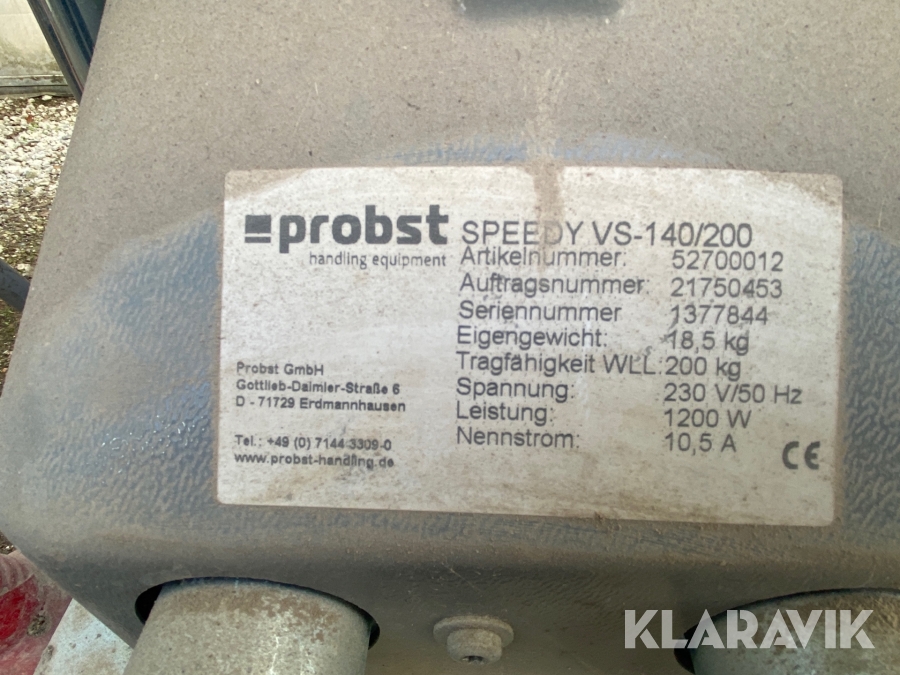 probst
handling equipment
SPEEDY VS-140/200
Artikelnummer: 52700012
Auftragsnummer: 21750453
Seriennummer 1377844
Eigengewicht: 18,5 kg
Tragfähigkeit WLL: 200 kg
Spannung: 230 V/50 Hz
Leistung: 1200 W
Nennstrom: 10,5 A
CE
Probst GmbH
Gottlieb-Daimler-Straße 6
D - 71729 Erdmannhausen
Tel.: +49 (0) 7144 3309-0
www.probst-handling.de
KLARAVIK